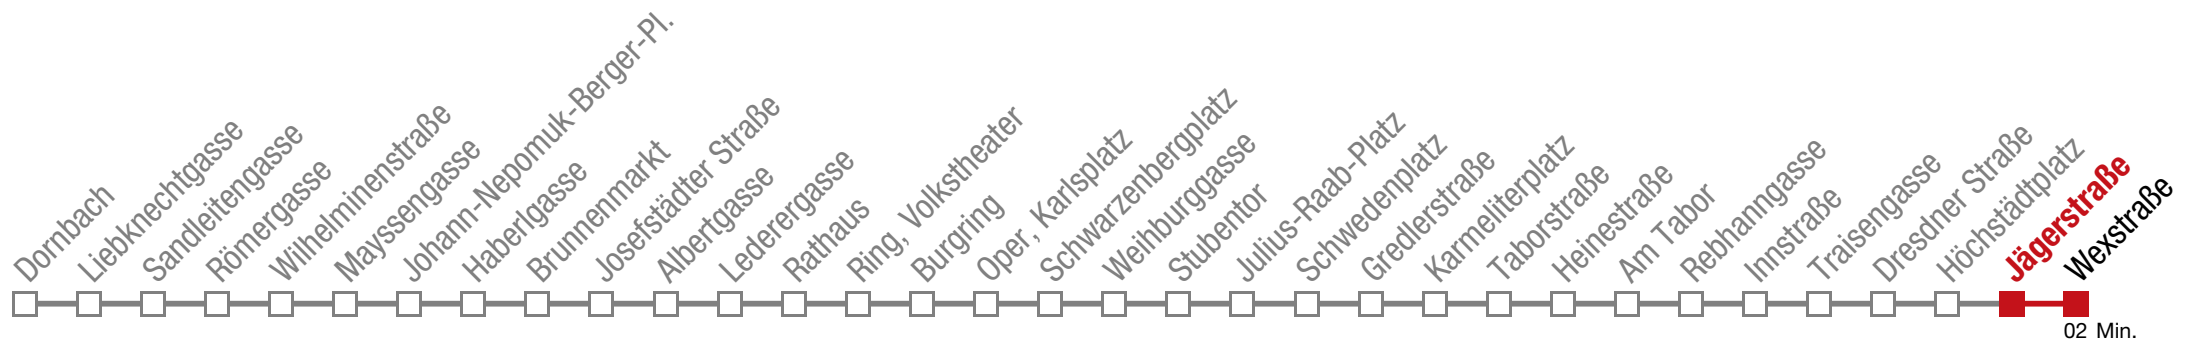 Dornbach
Liebknechtgasse
Sandleitengasse
Römergasse
Wilhelminenstraße
Mayssengasse
Johann-Nepomuk-Berger-Pl.
Haberlgasse
Brunnenmarkt
Josefstädter Straße
Albertgasse
Lederergasse
Rathaus
Ring, Volkstheater
Burgring
Oper, Karlsplatz
Schwarzenbergplatz
Weihburggasse
Stubentor
Julius-Raab-Platz
Schwedenplatz
Gredlerstraße
Karmeliterplatz
Taborstraße
Heinestraße
Am Tabor
Rebhanngasse
Innstraße
Traisengasse
Dresdner Straße
Höchstädtplatz
Jägerstraße
Wexstraße
02 Min.